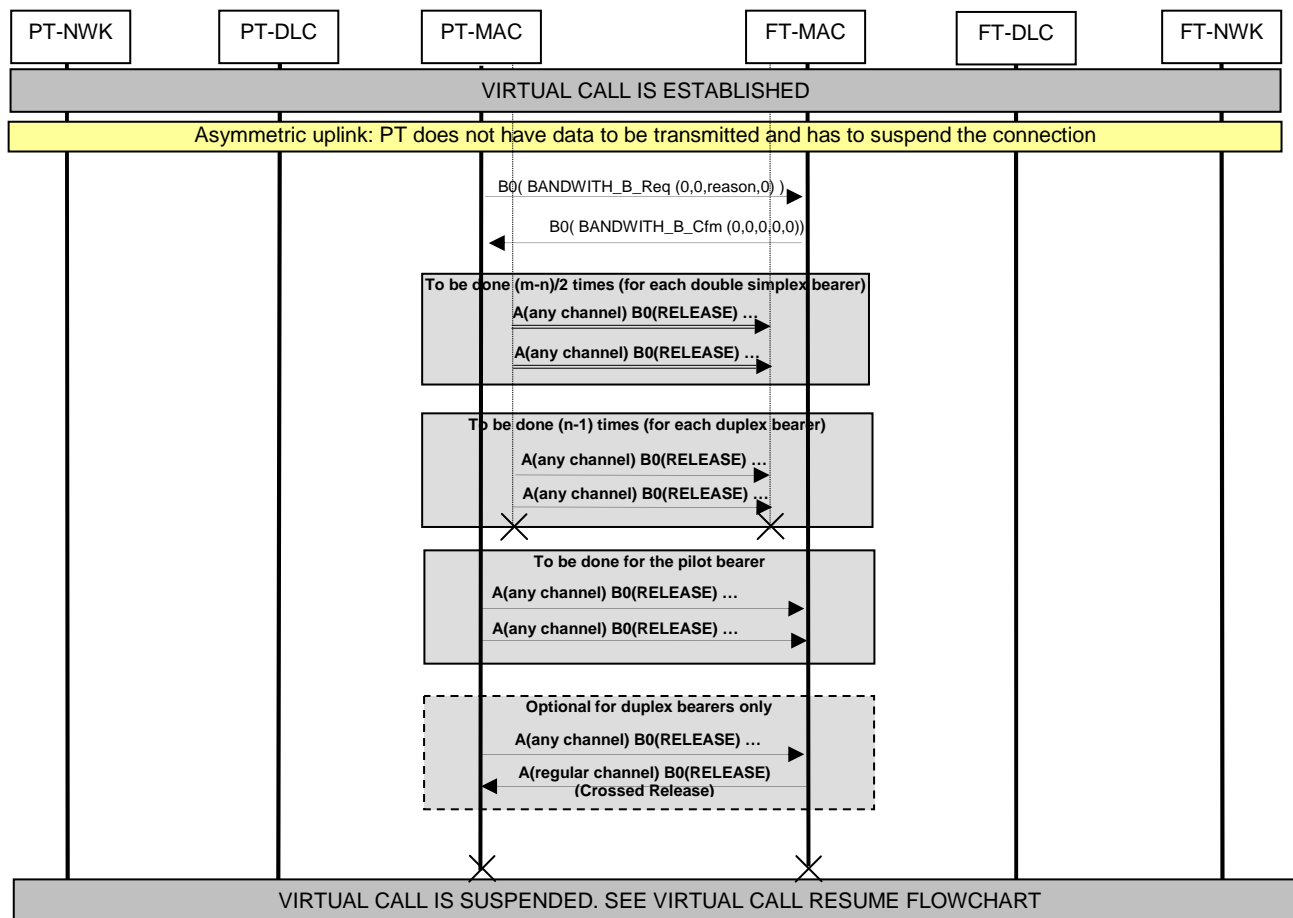 PT-NWK PT-DLC PT-MAC FT-MAC FT-DLC FT-NWK
VIRTUAL CALL IS ESTABLISHED
Asymmetric uplink: PT does not have data to be transmitted and has to suspend the connection
B0( BANDWITH_B_Req (0,0,reason,0) )
B0( BANDWITH_B_Cfm (0,0,0,0,0))
To be done (m-n)/2 times (for each double simplex bearer)
A(any channel) B0(RELEASE) …
A(any channel) B0(RELEASE) …
To be done (n-1) times (for each duplex bearer)
A(any channel) B0(RELEASE) …
A(any channel) B0(RELEASE) …
To be done for the pilot bearer
A(any channel) B0(RELEASE) …
A(any channel) B0(RELEASE) …
Optional for duplex bearers only
A(any channel) B0(RELEASE) …
A(regular channel) B0(RELEASE)
(Crossed Release)
VIRTUAL CALL IS SUSPENDED. SEE VIRTUAL CALL RESUME FLOWCHART